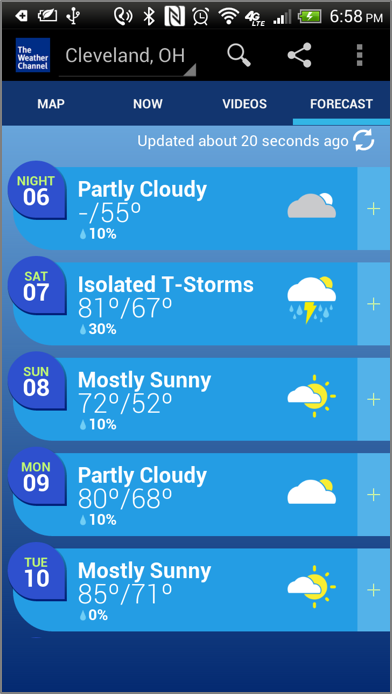 4G
LTE
6:58 PM
The
Weather
Channel
Cleveland, OH
MAP
NOW
VIDEOS
FORECAST
Updated about 20 seconds ago
NIGHT
06
Partly Cloudy
-/55°
10%
+
SAT
07
Isolated T-Storms
81°/67°
30%
+
SUN
08
Mostly Sunny
72°/52°
10%
+
MON
09
Partly Cloudy
80°/68°
10%
+
TUE
10
Mostly Sunny
85°/71°
0%
+